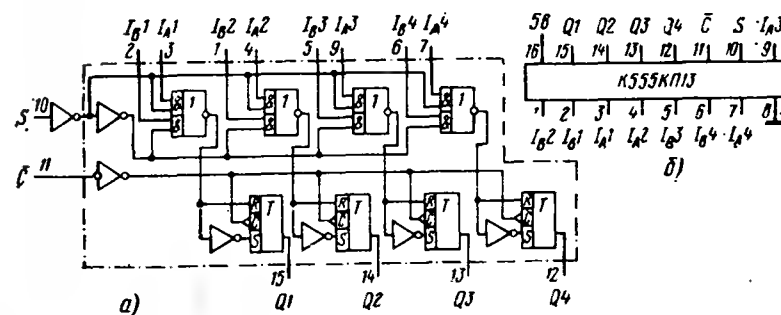 I_B1 I_A1 I_B2 I_A2 I_B3 I_A3 I_B4 I_A4
2 3 1 4 5 9 6 7
S 10
C̄ 11
& & 1 & & 1 & & 1 & & 1
R C S T R C S T R C S T R C S T
15 14 13 12
Q1 Q2 Q3 Q4
а)
5В Q1 Q2 Q3 Q4 C̄ S I_A3
16 15 14 13 12 11 10 9
К555КП13
1 2 3 4 5 6 7 8
I_B2 I_B1 I_A1 I_A2 I_B3 I_B4 I_A4
б)